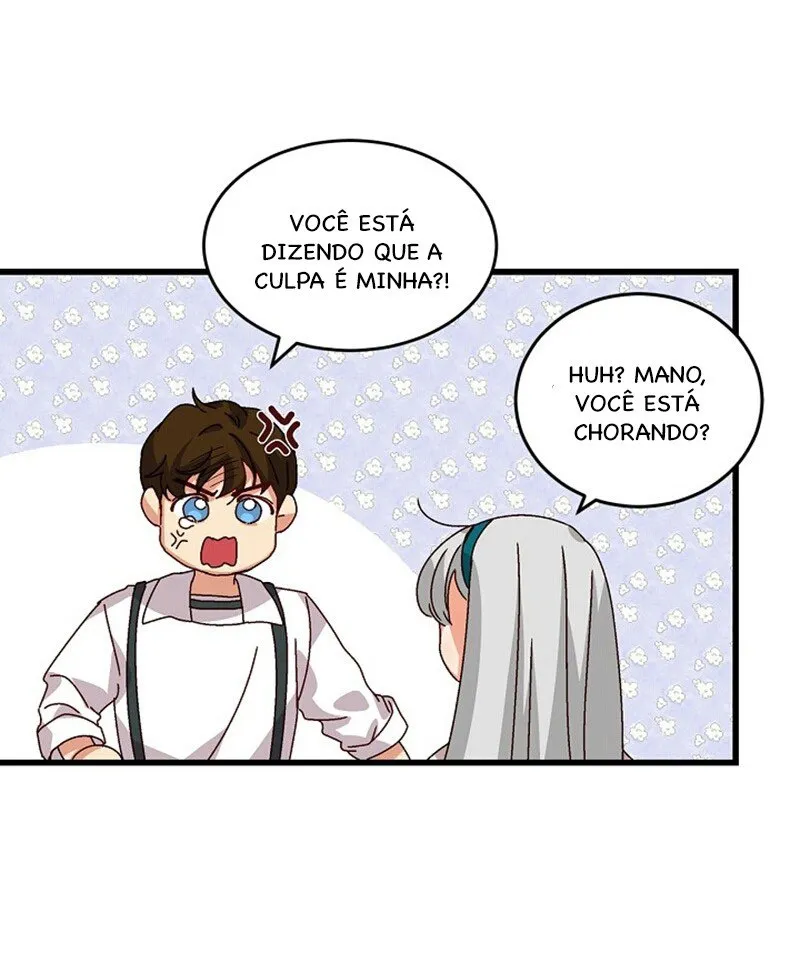 VOCÊ ESTÁ
DIZENDO QUE A
CULPA É MINHA?!
HUH? MANO,
VOCÊ ESTÁ
CHORANDO?